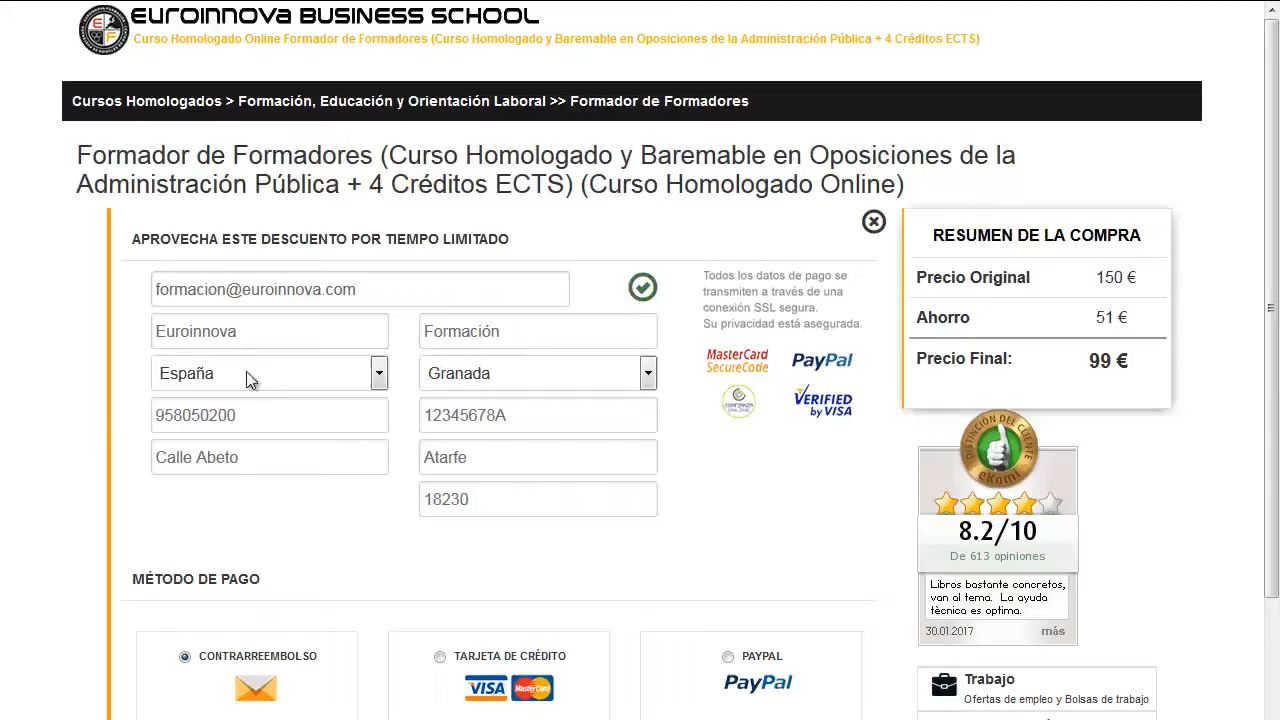 EUROINNOVA BUSINESS SCHOOL
Curso Homologado Online Formador de Formadores (Curso Homologado y Baremable en Oposiciones de la Administración Pública + 4 Créditos ECTS)
Cursos Homologados > Formación, Educación y Orientación Laboral >> Formador de Formadores
Formador de Formadores (Curso Homologado y Baremable en Oposiciones de la
Administración Pública + 4 Créditos ECTS) (Curso Homologado Online)
APROVECHA ESTE DESCUENTO POR TIEMPO LIMITADO
formacion@euroinnova.com
Euroinnova
Formación
España
Granada
958050200
12345678A
Calle Abeto
Atarfe
18230
Todos los datos de pago se
transmiten a través de una
conexión SSL segura.
Su privacidad está asegurada.
MasterCard
SecureCode
PayPal
CONFIANZA
ONLINE
VERIFIED
by VISA
MÉTODO DE PAGO
CONTRARREEMBOLSO
TARJETA DE CRÉDITO
VISA
MasterCard
PAYPAL
PayPal
RESUMEN DE LA COMPRA
Precio Original 150 €
Ahorro 51 €
Precio Final: 99 €
DISTINCIÓN DEL CLIENTE
eKomi
8.2/10
De 613 opiniones
Libros bastante concretos,
van al tema. La ayuda
tècnica es optima.
30.01.2017 más
Trabajo
Ofertas de empleo y Bolsas de trabajo